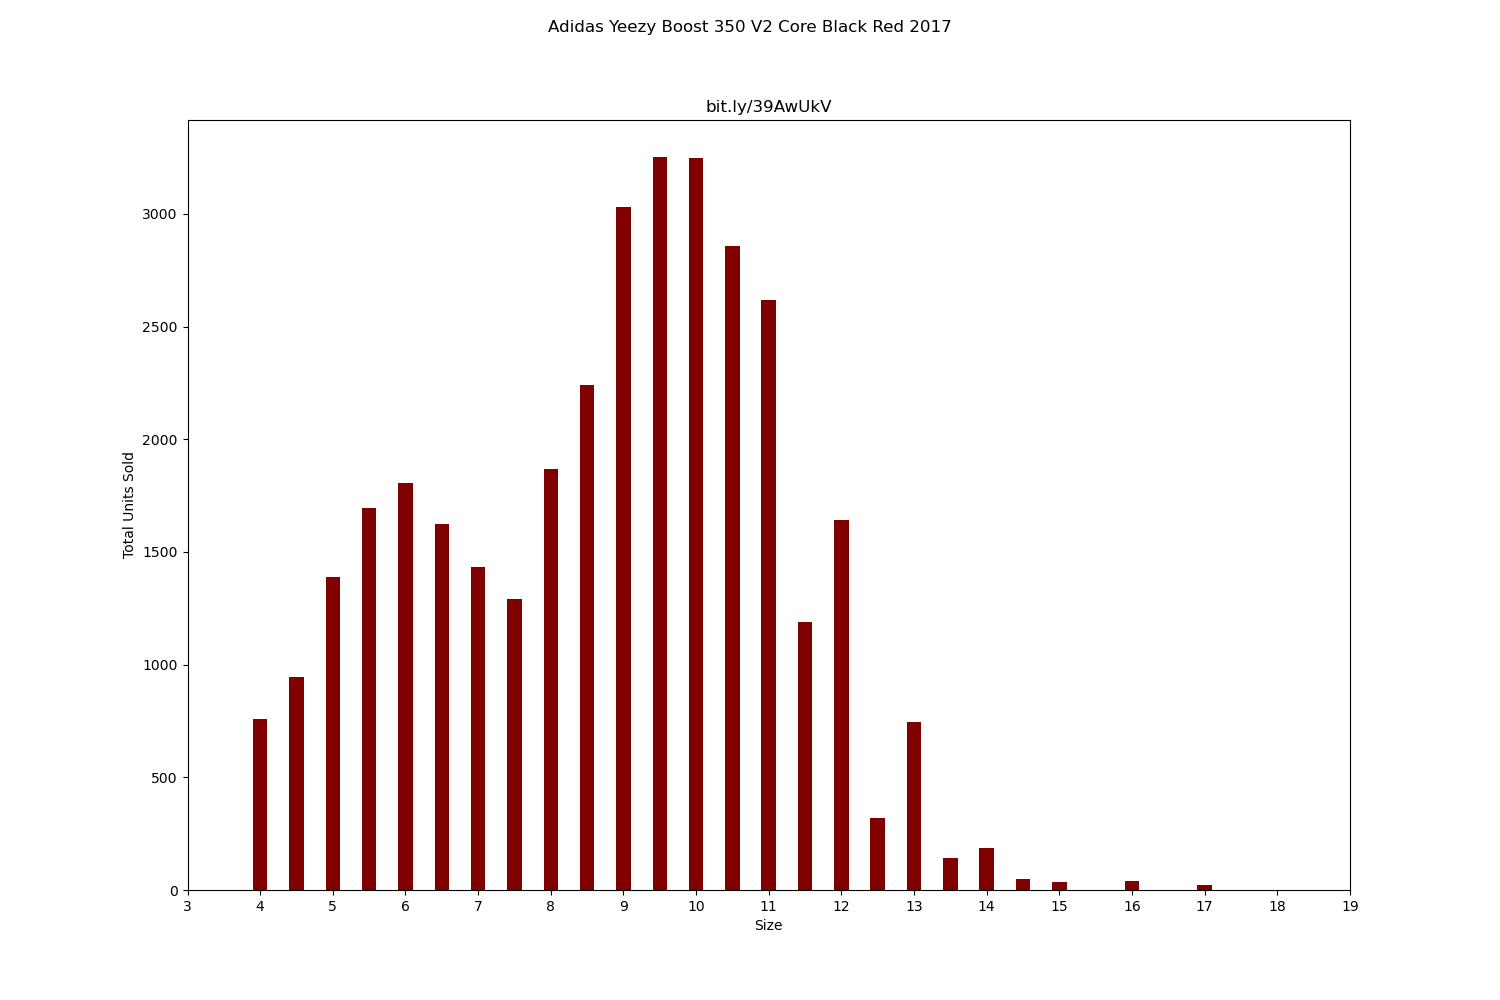 Adidas Yeezy Boost 350 V2 Core Black Red 2017
bit.ly/39AwUkV
3000
2500
2000
1500
1000
500
0
Total Units Sold
3 4 5 6 7 8 9 10 11 12 13 14 15 16 17 18 19
Size